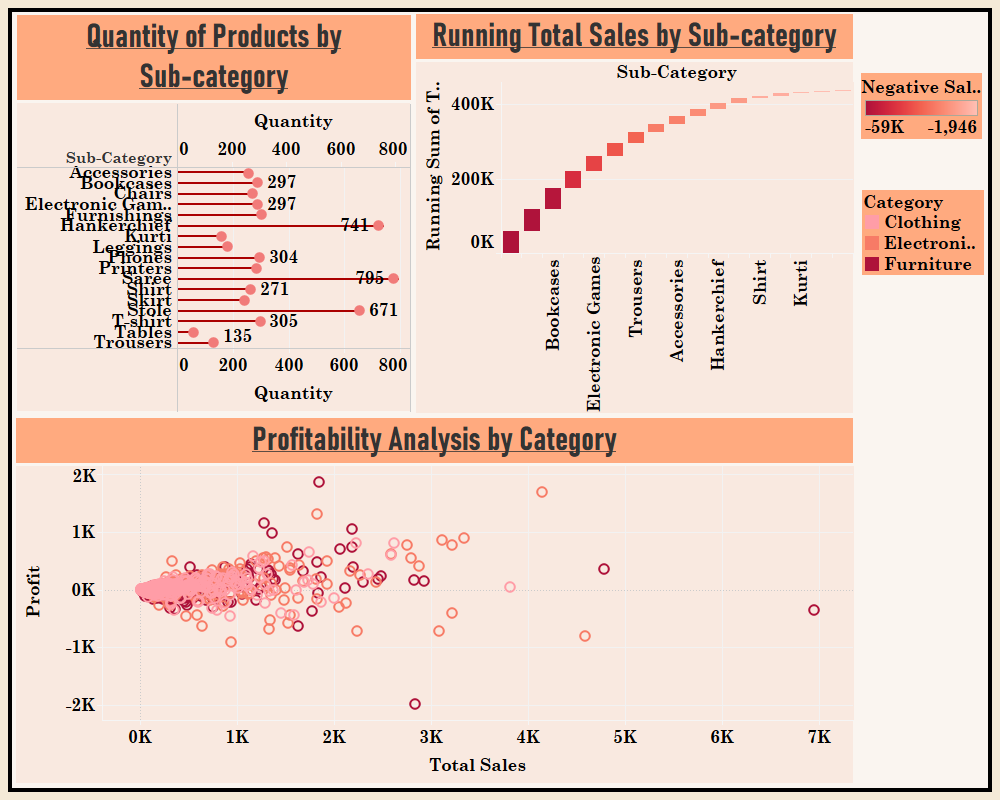 Quantity of Products by
Sub-category
Quantity
0 200 400 600 800
Sub-Category
Accessories
Bookcases 297
Chairs
Electronic Gam.. 297
Furnishings
Hankerchief 741
Kurti
Leggings
Phones 304
Printers
Saree 795
Shirt 271
Skirt
Stole 671
T-shirt 305
Tables
Trousers 135
0 200 400 600 800
Quantity
Running Total Sales by Sub-category
Sub-Category
Running Sum of T..
400K
200K
0K
Bookcases
Electronic Games
Trousers
Accessories
Hankerchief
Shirt
Kurti
Negative Sal..
-59K -1,946
Category
Clothing
Electroni..
Furniture
Profitability Analysis by Category
Profit
2K
1K
0K
-1K
-2K
0K 1K 2K 3K 4K 5K 6K 7K
Total Sales